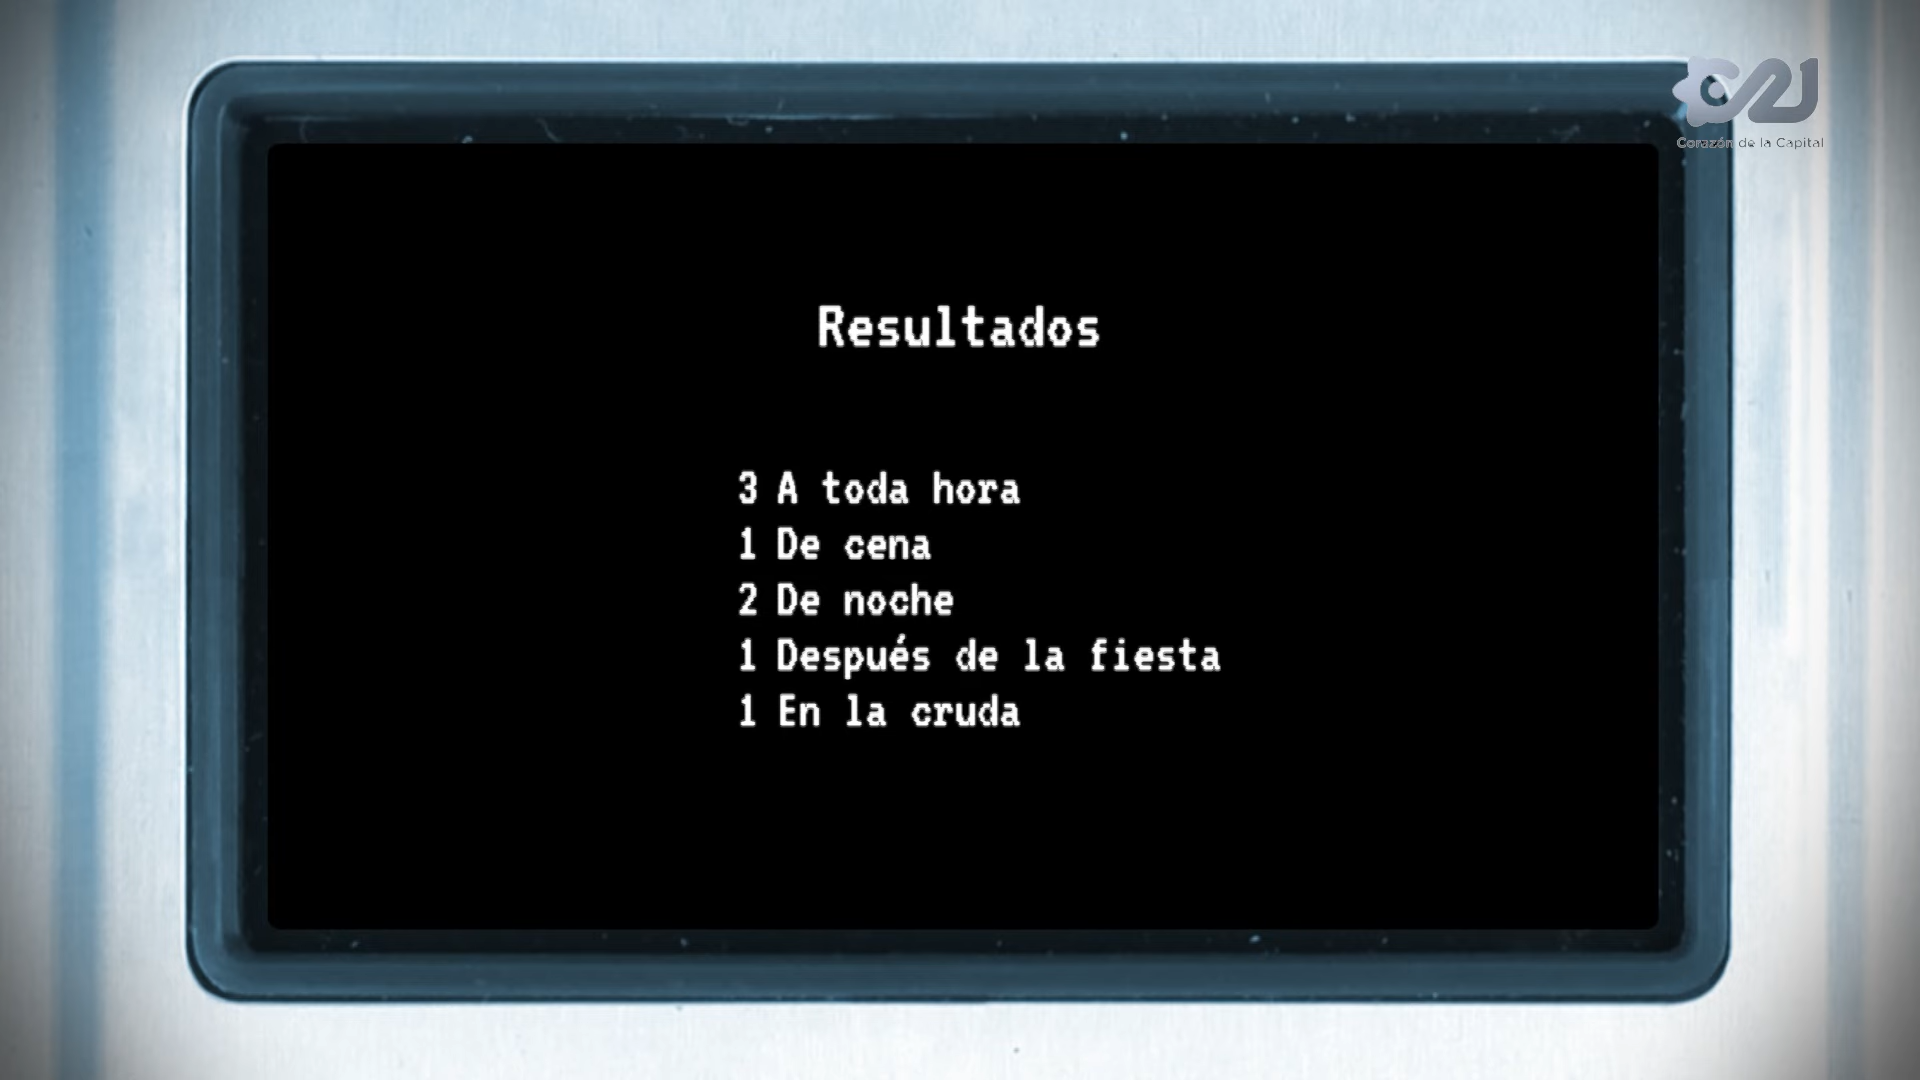 C21
Corazón de la Capital
Resultados
3 A toda hora
1 De cena
2 De noche
1 Después de la fiesta
1 En la cruda